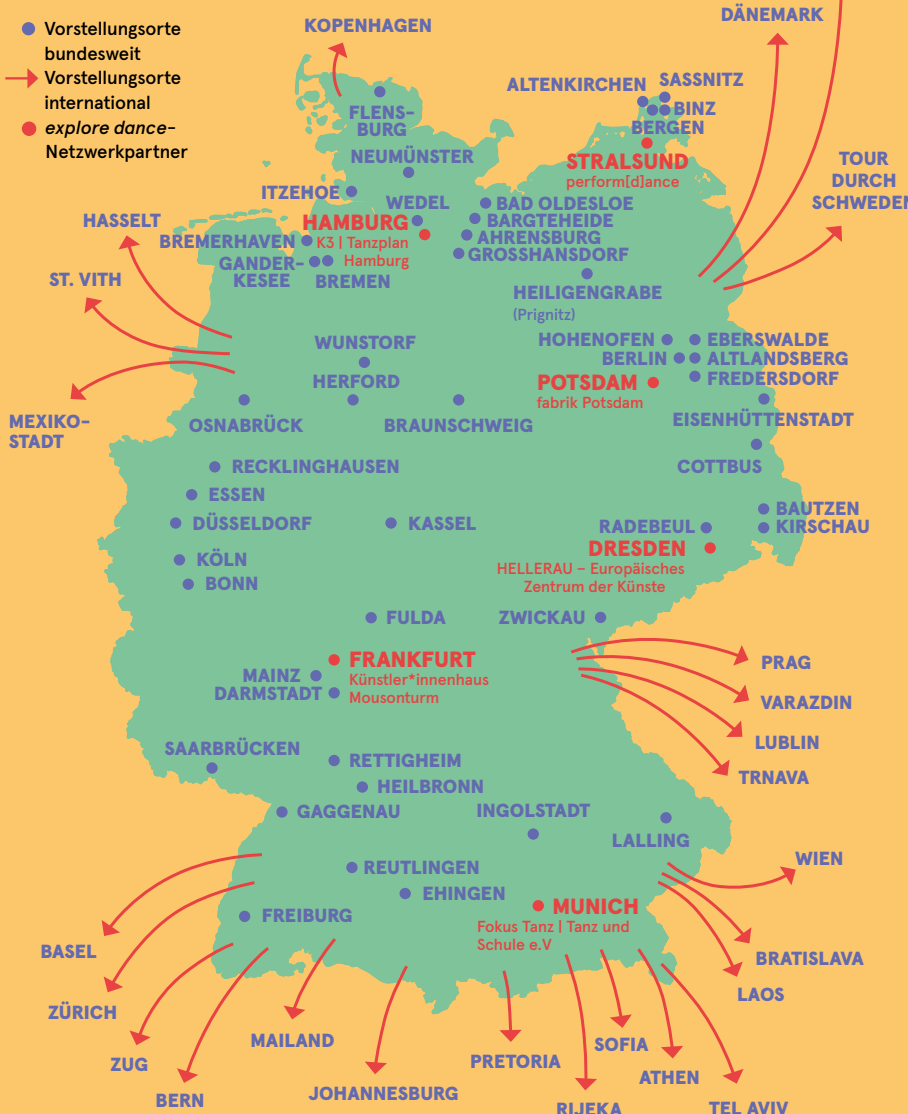 Vorstellungsorte
bundesweit
Vorstellungsorte
international
explore dance-
Netzwerkpartner
KOPENHAGEN
DÄNEMARK
ALTENKIRCHEN
SASSNITZ
BINZ
BERGEN
FLENS-
BURG
STRALSUND
perform[d]ance
NEUMÜNSTER
TOUR
DURCH
SCHWEDEN
ITZEHOE
WEDEL
BAD OLDESLOE
HASSELT
HAMBURG
K3 | Tanzplan
Hamburg
BARGTEHEIDE
AHRENSBURG
GROSSHANSDORF
BREMERHAVEN
GANDER-
KESEE
BREMEN
ST. VITH
HEILIGENGRABE
(Prignitz)
WUNSTORF
HOHENOFEN
EBERSWALDE
BERLIN
ALTLANDSBERG
HERFORD
POTSDAM
fabrik Potsdam
FREDERSDORF
MEXIKO-
STADT
OSNABRÜCK
BRAUNSCHWEIG
EISENHÜTTENSTADT
RECKLINGHAUSEN
COTTBUS
ESSEN
BAUTZEN
DÜSSELDORF
KASSEL
RADEBEUL
KIRSCHAU
DRESDEN
HELLERAU – Europäisches
Zentrum der Künste
KÖLN
BONN
FULDA
ZWICKAU
FRANKFURT
Künstler*innenhaus
Mousonturm
MAINZ
DARMSTADT
PRAG
VARAZDIN
LUBLIN
TRNAVA
SAARBRÜCKEN
RETTIGHEIM
HEILBRONN
GAGGENAU
INGOLSTADT
LALLING
WIEN
REUTLINGEN
EHINGEN
FREIBURG
MUNICH
Fokus Tanz | Tanz und
Schule e.V
BASEL
BRATISLAVA
LAOS
ZÜRICH
MAILAND
SOFIA
ZUG
PRETORIA
ATHEN
BERN
JOHANNESBURG
RIJEKA
TEL AVIV